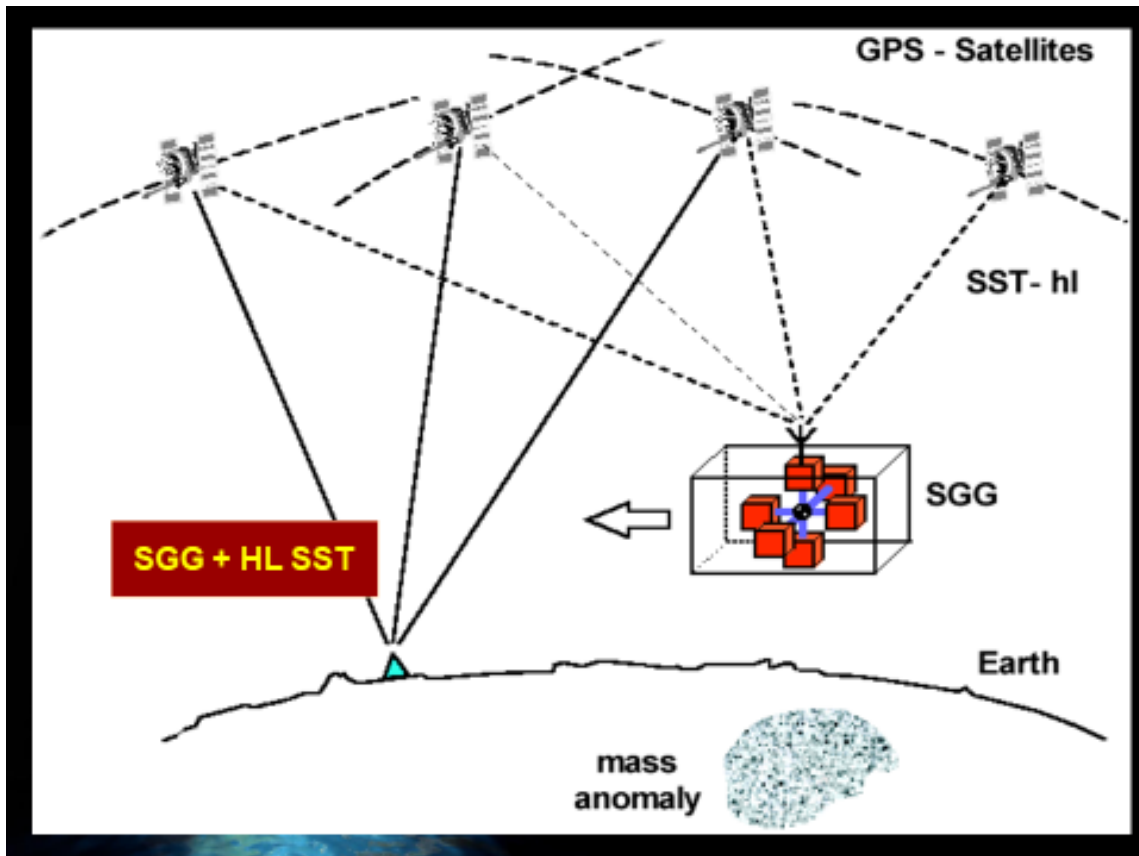 GPS - Satellites
SST- hl
SGG
SGG + HL SST
Earth
mass
anomaly